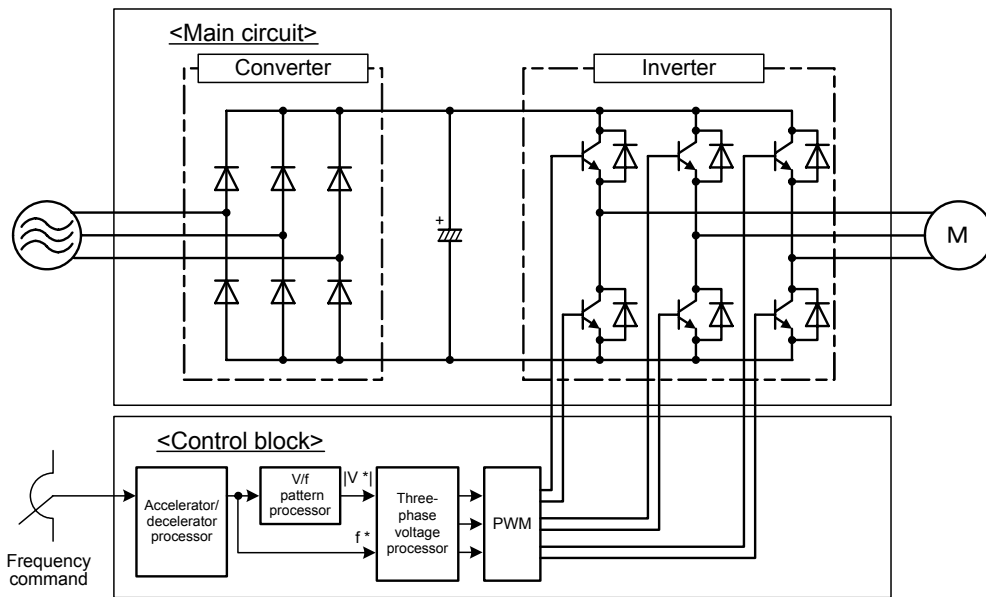 <Main circuit>
Converter
Inverter
+
M
<Control block>
Accelerator/
decelerator
processor
V/f
pattern
processor
|V *|
f *
Three-
phase
voltage
processor
PWM
Frequency
command